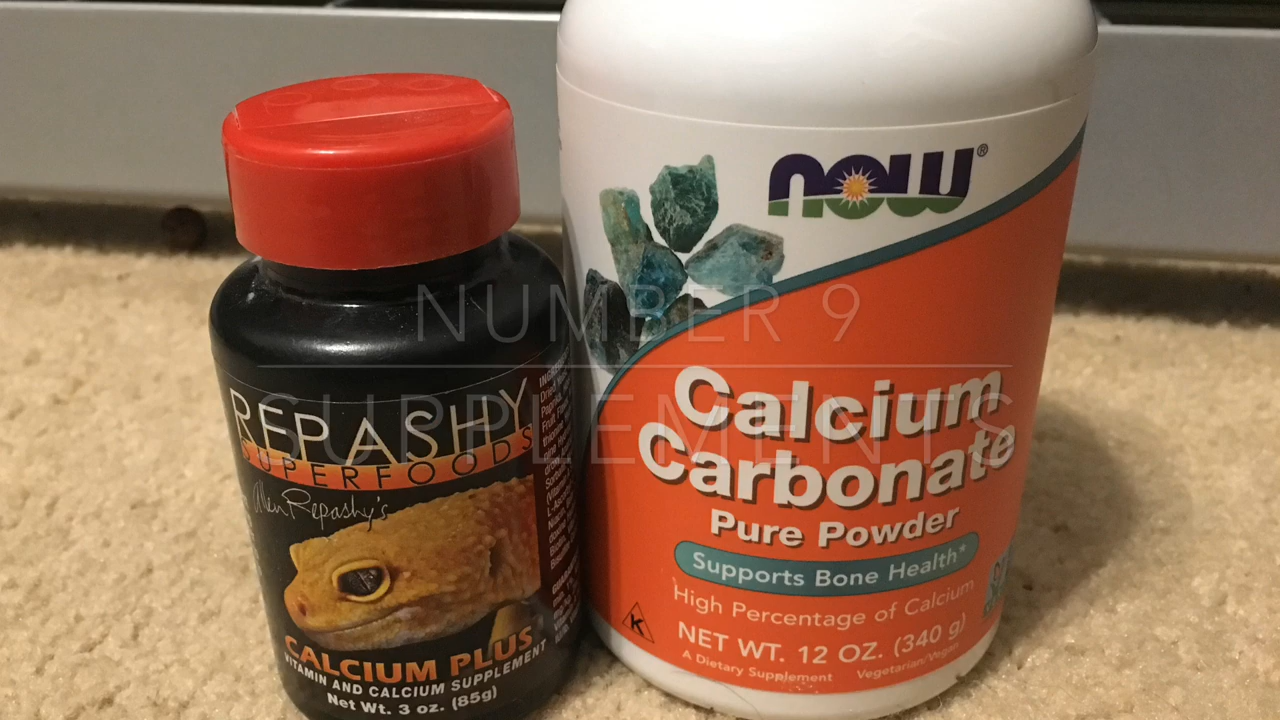 NUMBER 9
SUPPLEMENTS
REPASHY
SUPERFOODS
Allen Repashy's
CALCIUM PLUS
VITAMIN AND CALCIUM SUPPLEMENT
Net Wt. 3 oz. (85g)
NOW®
Calcium
Carbonate
Pure Powder
Supports Bone Health*
High Percentage of Calcium
K
NET WT. 12 OZ. (340 g)
A Dietary Supplement Vegetarian/Vegan